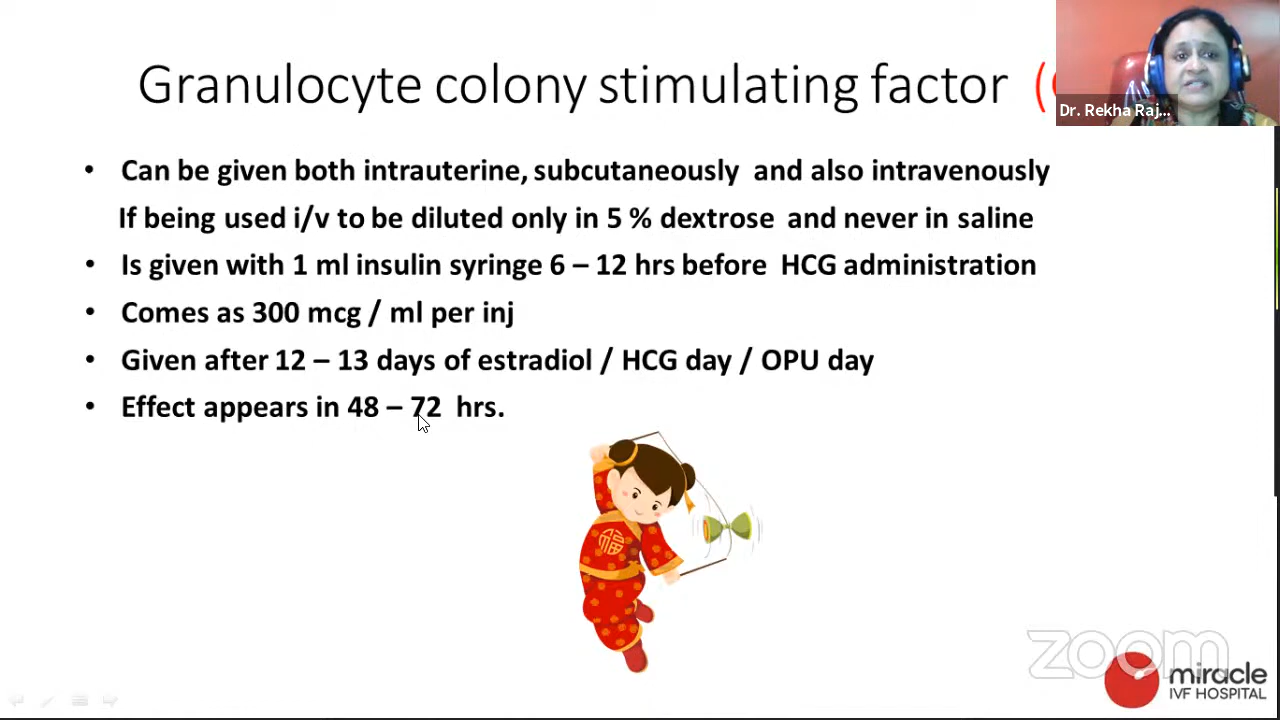 Granulocyte colony stimulating factor (
Dr. Rekha Raj...
• Can be given both intrauterine, subcutaneously and also intravenously
If being used i/v to be diluted only in 5 % dextrose and never in saline
• Is given with 1 ml insulin syringe 6 – 12 hrs before HCG administration
• Comes as 300 mcg / ml per inj
• Given after 12 – 13 days of estradiol / HCG day / OPU day
• Effect appears in 48 – 72 hrs.
福
zoom
miracle
IVF HOSPITAL